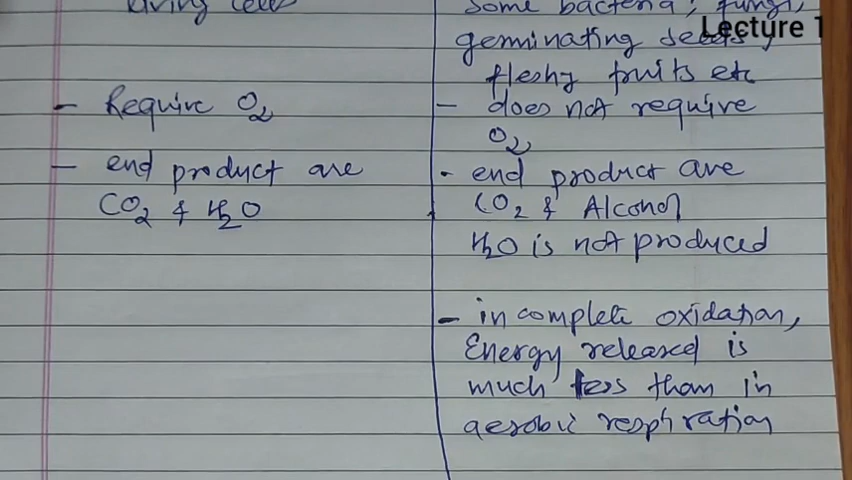 living cells
some bacteria, fungi,
Lecture 1
germinating seeds,
fleshy fruits etc
- Require O2
- does not require
O2
- end product are
CO2 & H2O
- end product are
CO2 & Alcohol
H2O is not produced
- incomplete oxidation,
Energy released is
much less than in
aerobic respiration